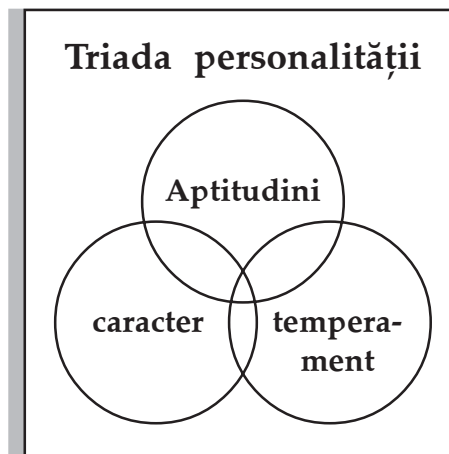 Triada personalității
Aptitudini
caracter
tempera-
ment